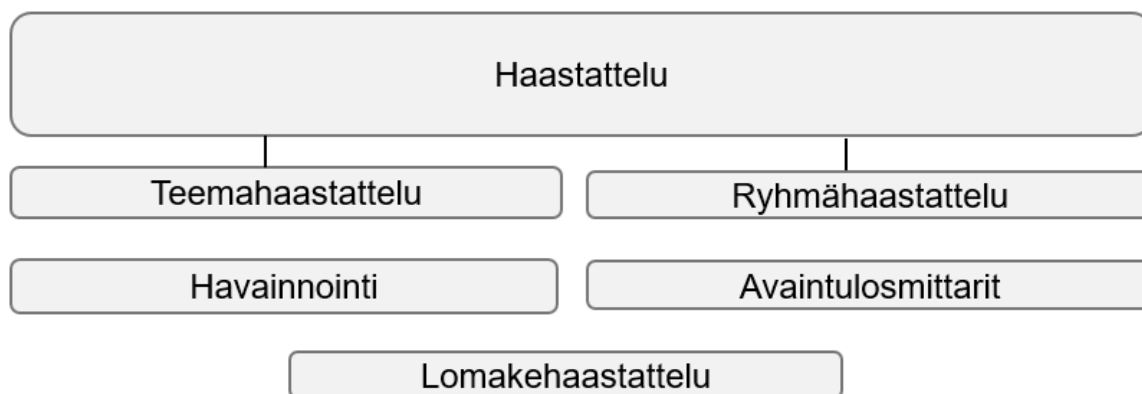 Haastattelu
Teemahaastattelu
Ryhmähaastattelu
Havainnointi
Avaintulosmittarit
Lomakehaastattelu